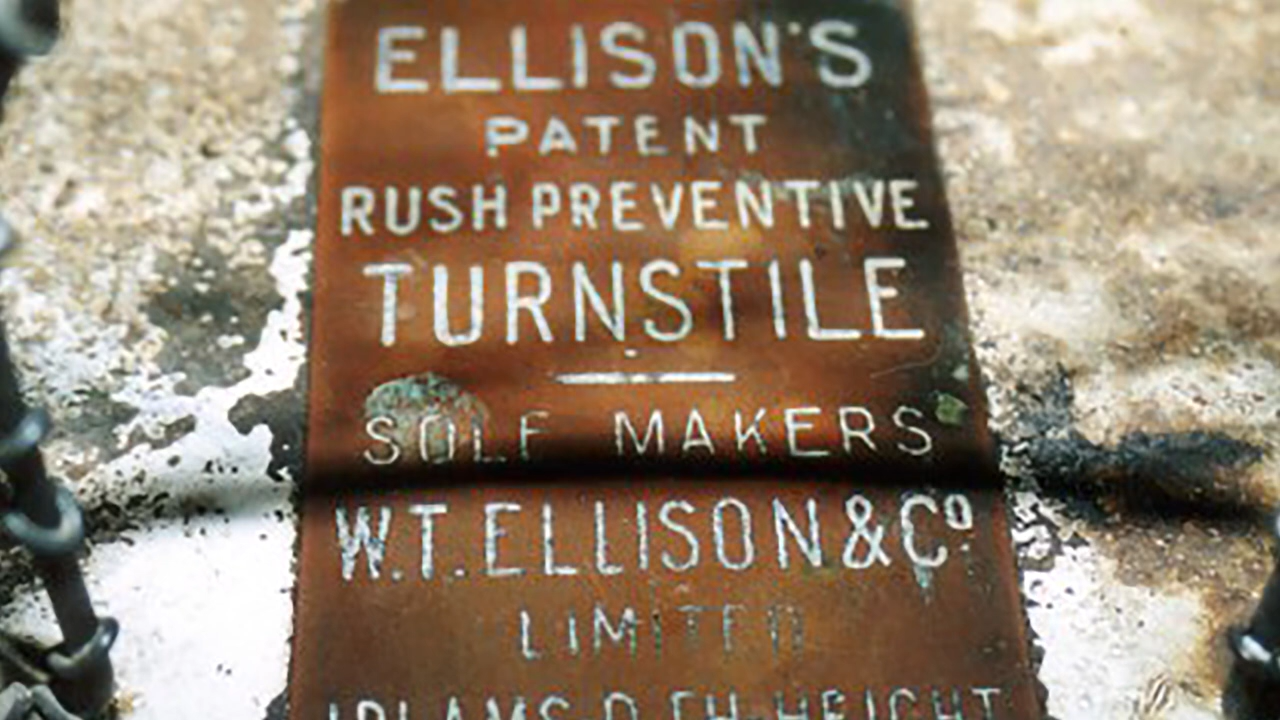 ELLISON'S
PATENT
RUSH PREVENTIVE
TURNSTILE
SOLE MAKERS
W.T. ELLISON & Cº
LIMITED